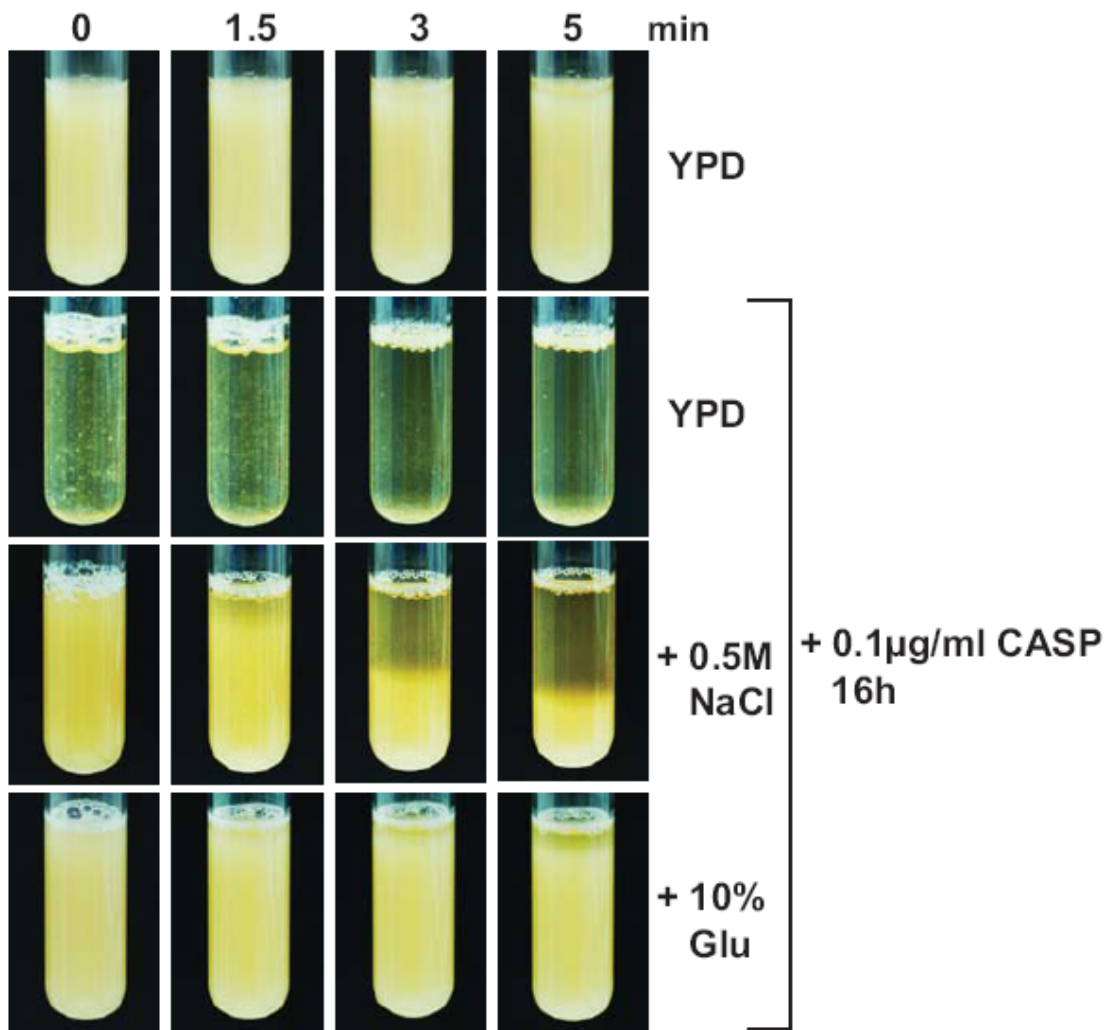 0 1.5 3 5 min
YPD
YPD
+ 0.5M
NaCl
+ 0.1µg/ml CASP
16h
+ 10%
Glu